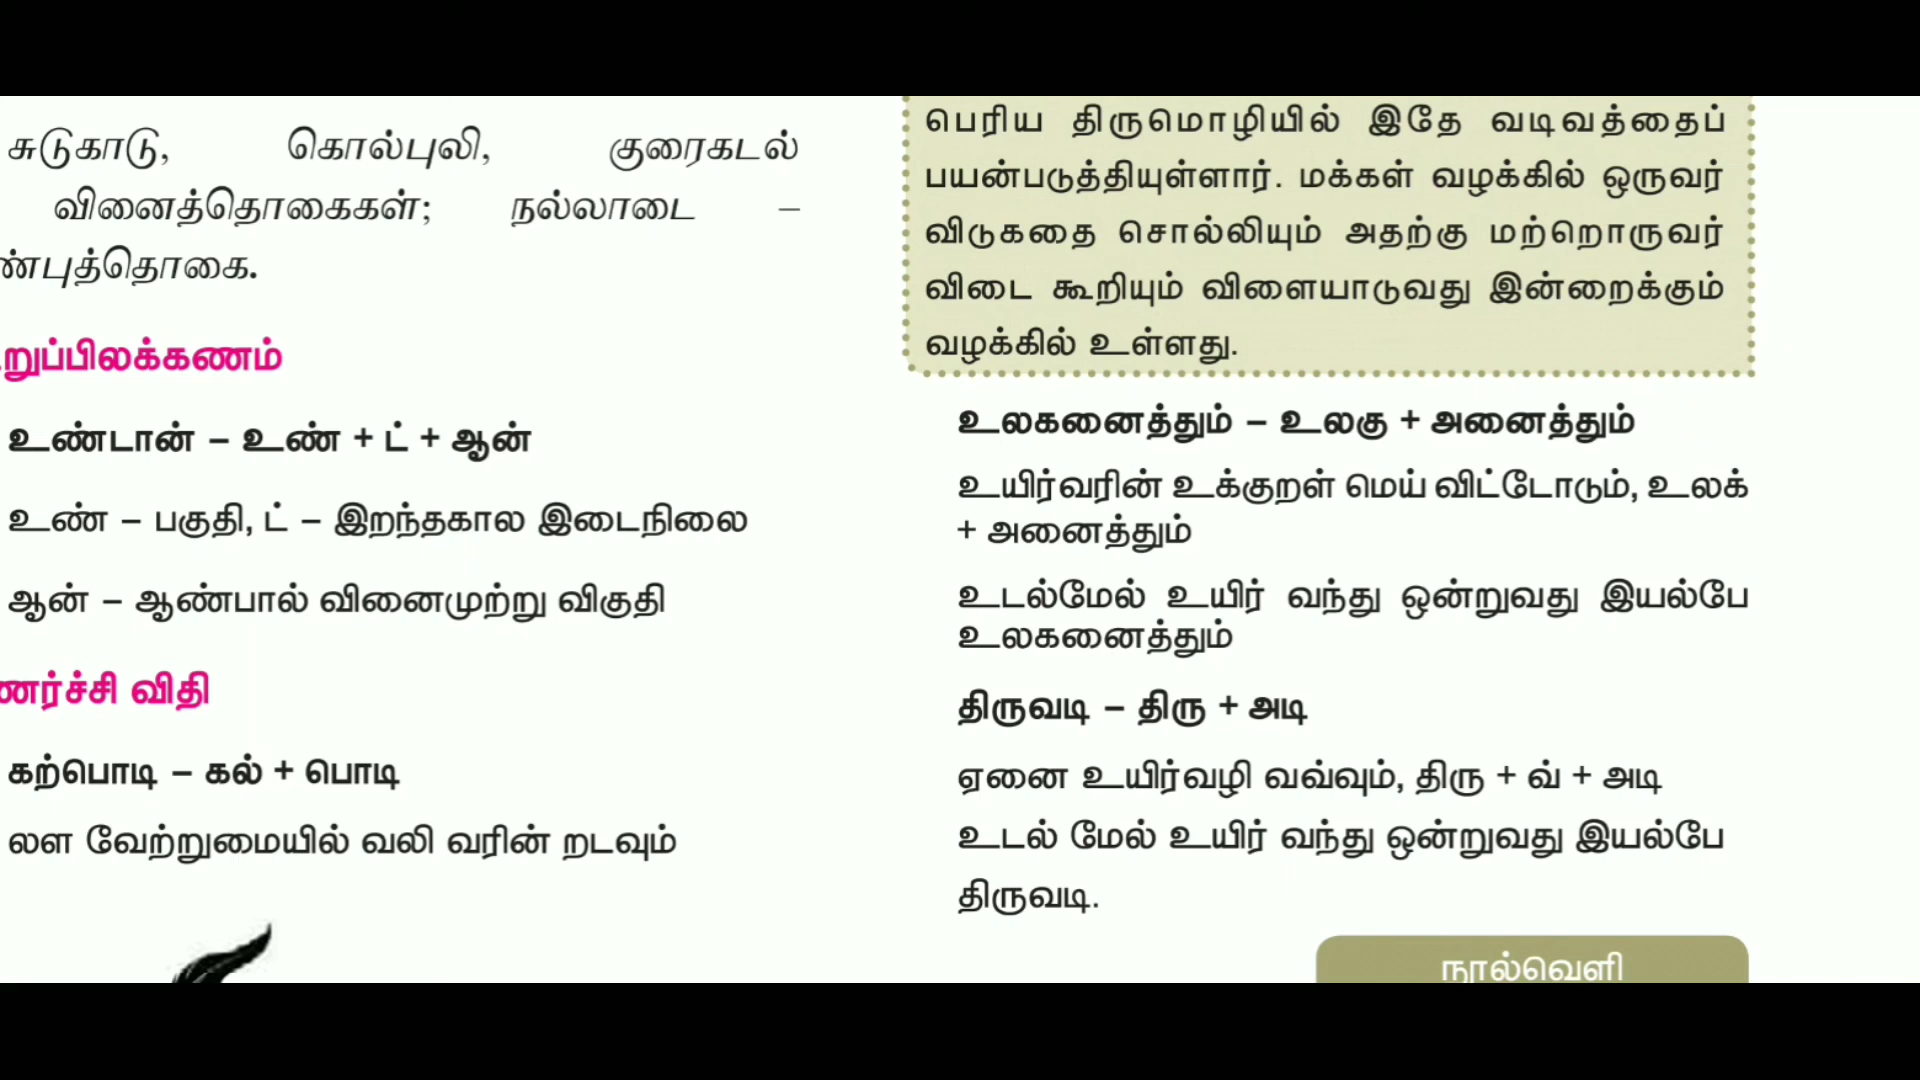 சுடுகாடு, கொல்புலி, குரைகடல்
வினைத்தொகைகள்; நல்லாடை –
ண்புத்தொகை.
றுப்பிலக்கணம்
உண்டான் – உண் + ட் + ஆன்
உண் – பகுதி, ட் – இறந்தகால இடைநிலை
ஆன் – ஆண்பால் வினைமுற்று விகுதி
ணர்ச்சி விதி
கற்பொடி – கல் + பொடி
லள வேற்றுமையில் வலி வரின் றடவும்
பெரிய திருமொழியில் இதே வடிவத்தைப்
பயன்படுத்தியுள்ளார். மக்கள் வழக்கில் ஒருவர்
விடுகதை சொல்லியும் அதற்கு மற்றொருவர்
விடை கூறியும் விளையாடுவது இன்றைக்கும்
வழக்கில் உள்ளது.
உலகனைத்தும் – உலகு + அனைத்தும்
உயிர்வரின் உக்குறள் மெய் விட்டோடும், உலக்
+ அனைத்தும்
உடல்மேல் உயிர் வந்து ஒன்றுவது இயல்பே
உலகனைத்தும்
திருவடி – திரு + அடி
ஏனை உயிர்வழி வவ்வும், திரு + வ் + அடி
உடல் மேல் உயிர் வந்து ஒன்றுவது இயல்பே
திருவடி.
நூல்வெளி